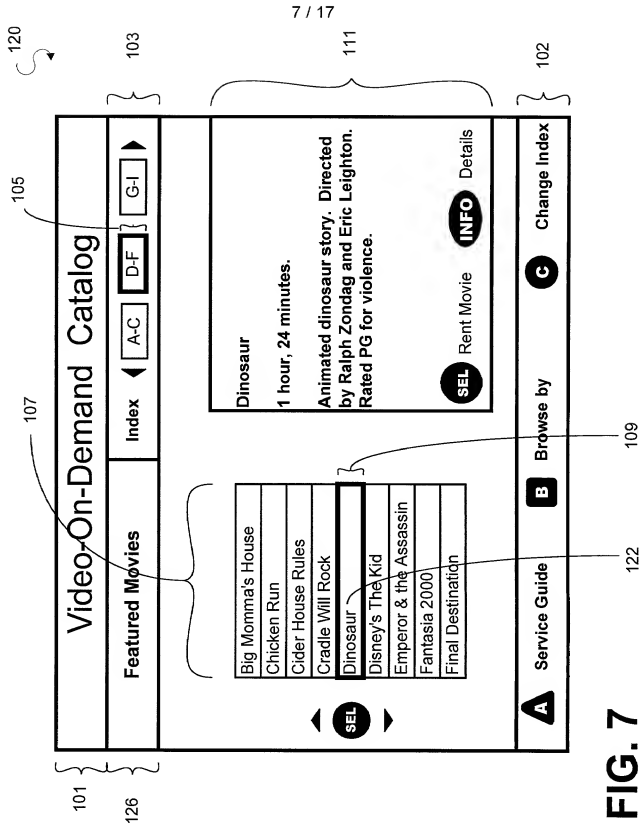 7 / 17
120
101
Video-On-Demand Catalog
126
Featured Movies
Index
A-C
D-F
G-I
103
105
107
Big Momma's House
Chicken Run
Cider House Rules
Cradle Will Rock
Dinosaur
Disney's The Kid
Emperor & the Assassin
Fantasia 2000
Final Destination
SEL
109
122
111
Dinosaur
1 hour, 24 minutes.
Animated dinosaur story. Directed
by Ralph Zondag and Eric Leighton.
Rated PG for violence.
SEL Rent Movie
INFO Details
A Service Guide
B Browse by
C Change Index
102
FIG. 7